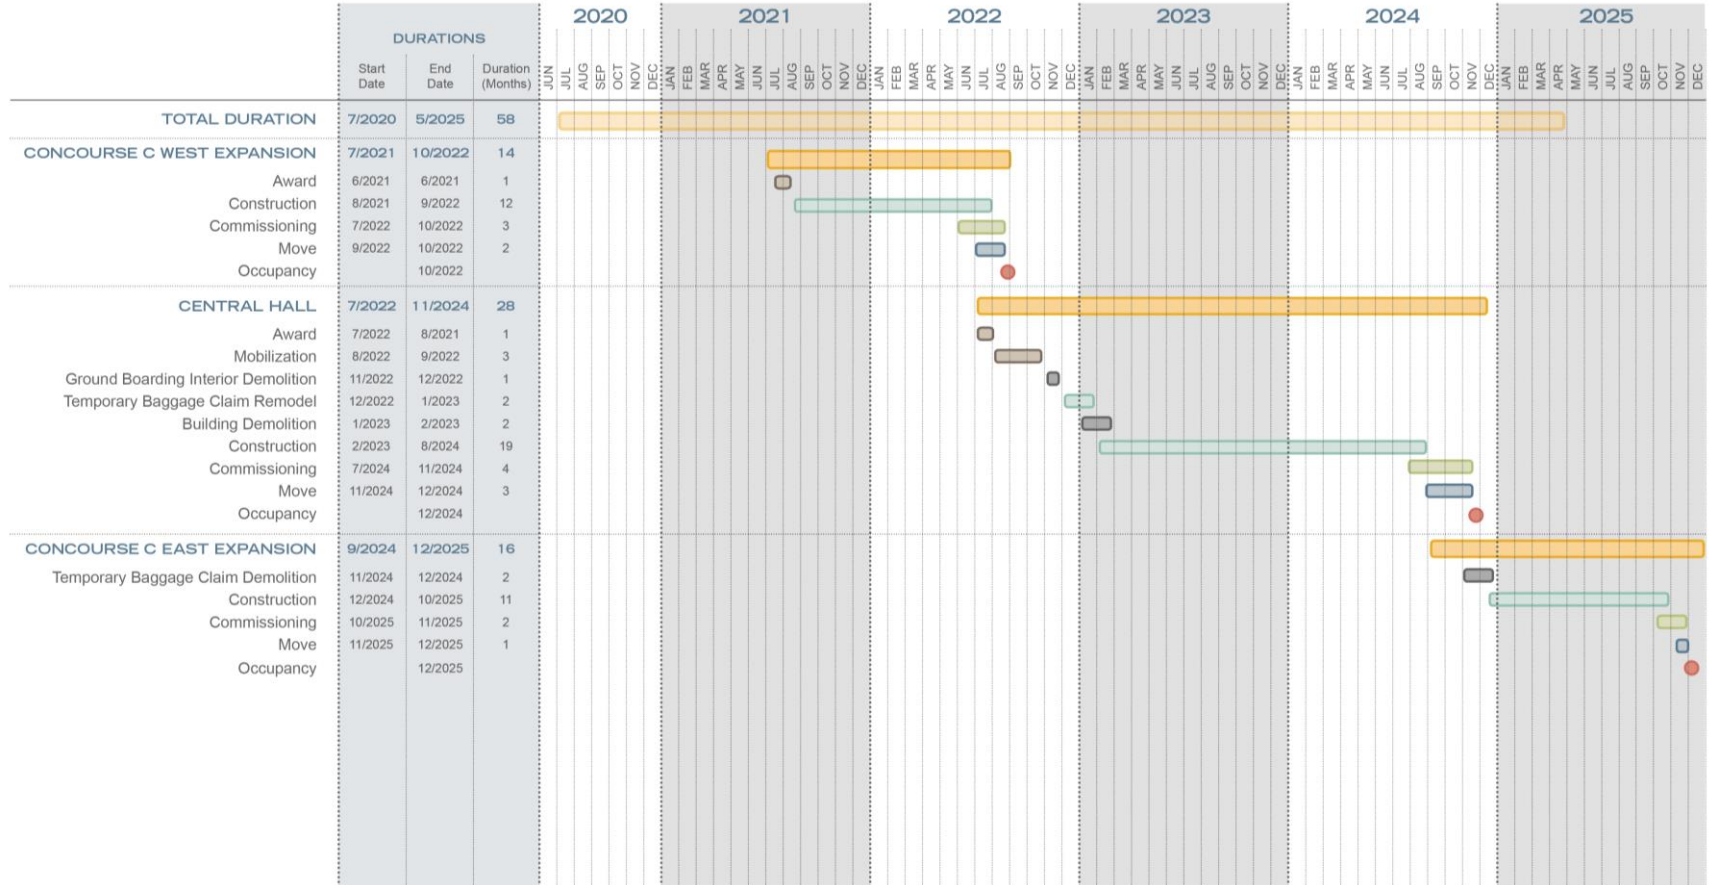 2020 2021 2022 2023 2024 2025
DURATIONS
Start Date End Date Duration (Months)
JUN JUL AUG SEP OCT NOV DEC JAN FEB MAR APR MAY JUN JUL AUG SEP OCT NOV DEC JAN FEB MAR APR MAY JUN JUL AUG SEP OCT NOV DEC JAN FEB MAR APR MAY JUN JUL AUG SEP OCT NOV DEC JAN FEB MAR APR MAY JUN JUL AUG SEP OCT NOV DEC JAN FEB MAR APR MAY JUN JUL AUG SEP OCT NOV DEC
TOTAL DURATION 7/2020 5/2025 58
CONCOURSE C WEST EXPANSION 7/2021 10/2022 14
Award 6/2021 6/2021 1
Construction 8/2021 9/2022 12
Commissioning 7/2022 10/2022 3
Move 9/2022 10/2022 2
Occupancy 10/2022
CENTRAL HALL 7/2022 11/2024 28
Award 7/2022 8/2021 1
Mobilization 8/2022 9/2022 3
Ground Boarding Interior Demolition 11/2022 12/2022 1
Temporary Baggage Claim Remodel 12/2022 1/2023 2
Building Demolition 1/2023 2/2023 2
Construction 2/2023 8/2024 19
Commissioning 7/2024 11/2024 4
Move 11/2024 12/2024 3
Occupancy 12/2024
CONCOURSE C EAST EXPANSION 9/2024 12/2025 16
Temporary Baggage Claim Demolition 11/2024 12/2024 2
Construction 12/2024 10/2025 11
Commissioning 10/2025 11/2025 2
Move 11/2025 12/2025 1
Occupancy 12/2025